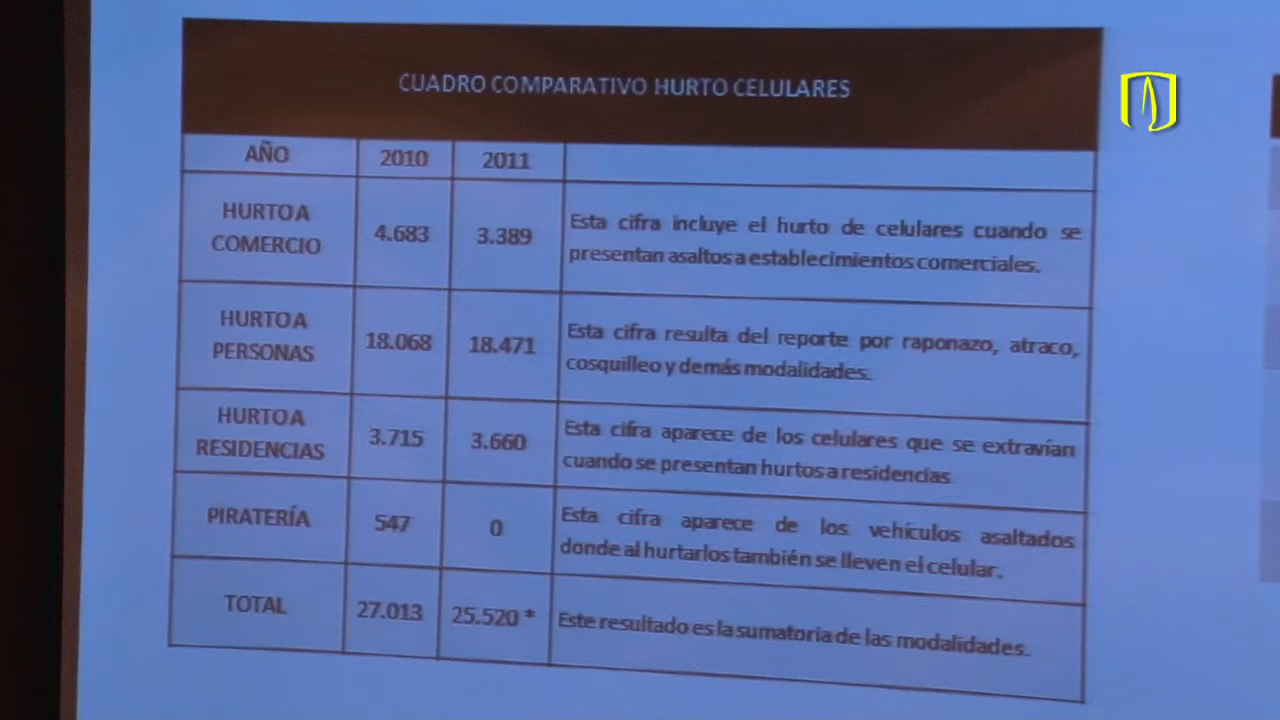 CUADRO COMPARATIVO HURTO CELULARES
AÑO 2010 2011
HURTO A
COMERCIO
4.683 3.389
Esta cifra incluye el hurto de celulares cuando se
presentan asaltos a establecimientos comerciales.
HURTO A
PERSONAS
18.068 18.471
Esta cifra resulta del reporte por raponazo, atraco,
cosquilleo y demás modalidades.
HURTO A
RESIDENCIAS
3.715 3.660
Esta cifra aparece de los celulares que se extravían
cuando se presentan hurtos a residencias
PIRATERÍA 547 0
Esta cifra aparece de los vehículos asaltados
donde al hurtarlos también se lleven el celular.
TOTAL 27.013 25.520 * Este resultado es la sumatoria de las modalidades.